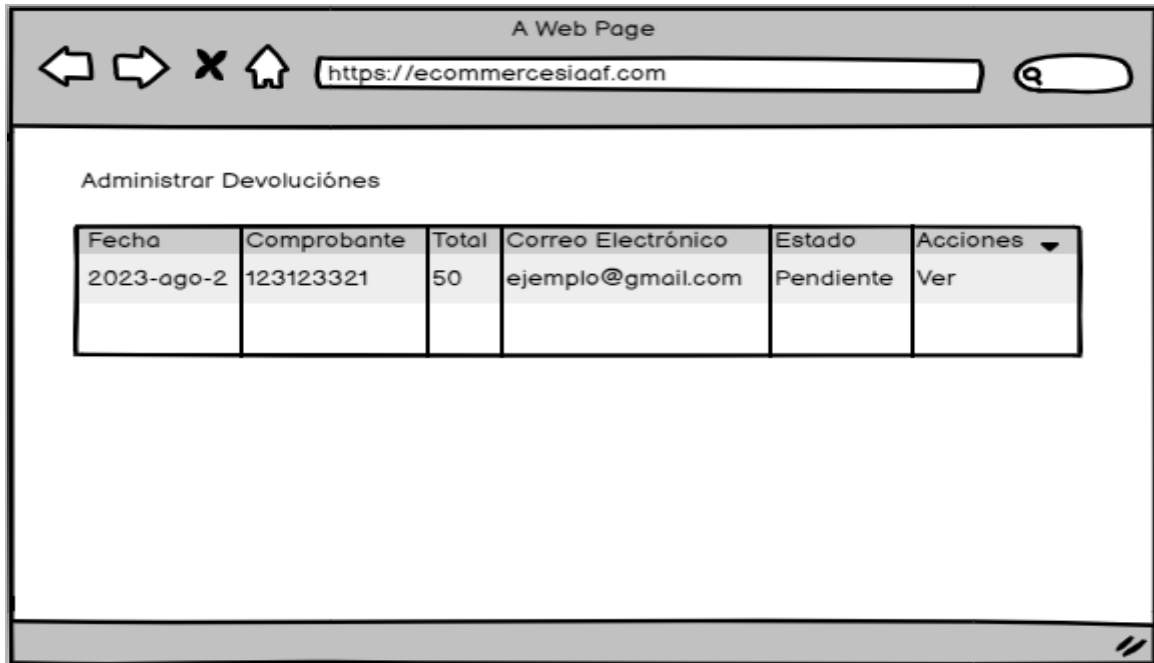 A Web Page
https://ecommercesiaaf.com
Administrar Devoluciónes
Fecha Comprobante Total Correo Electrónico Estado Acciones
2023-ago-2 123123321 50 ejemplo@gmail.com Pendiente Ver